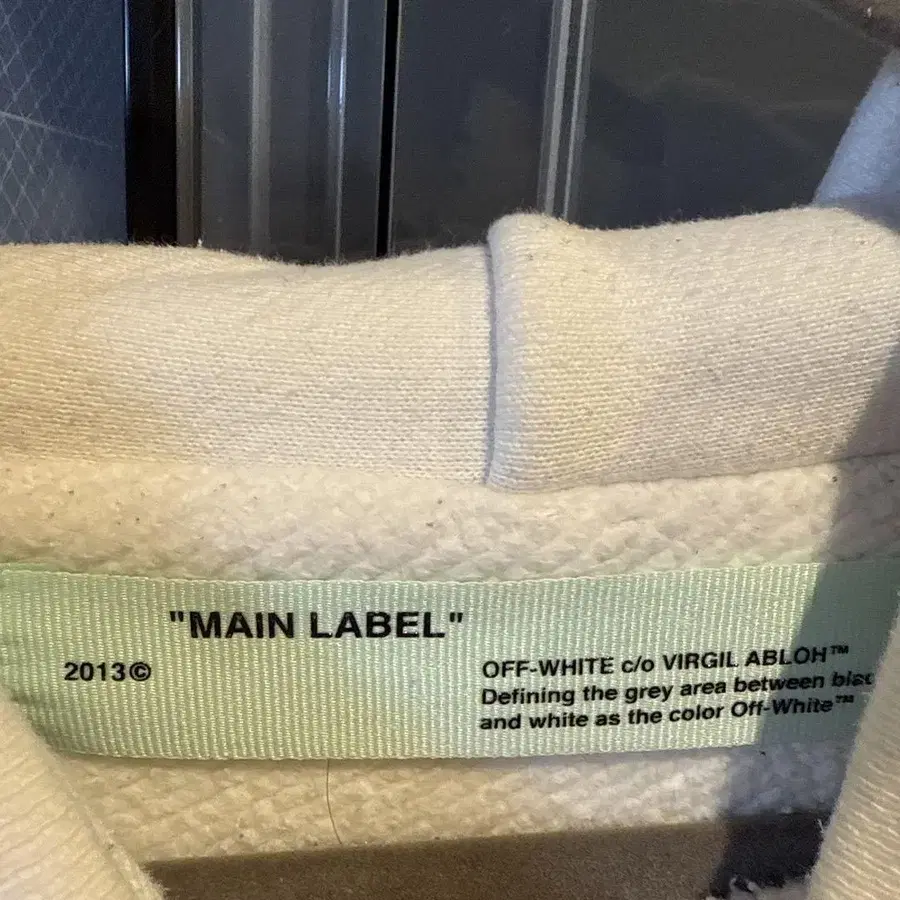 "MAIN LABEL"
2013©
OFF-WHITE c/o VIRGIL ABLOH™
Defining the grey area between
and white as the color Off-White™